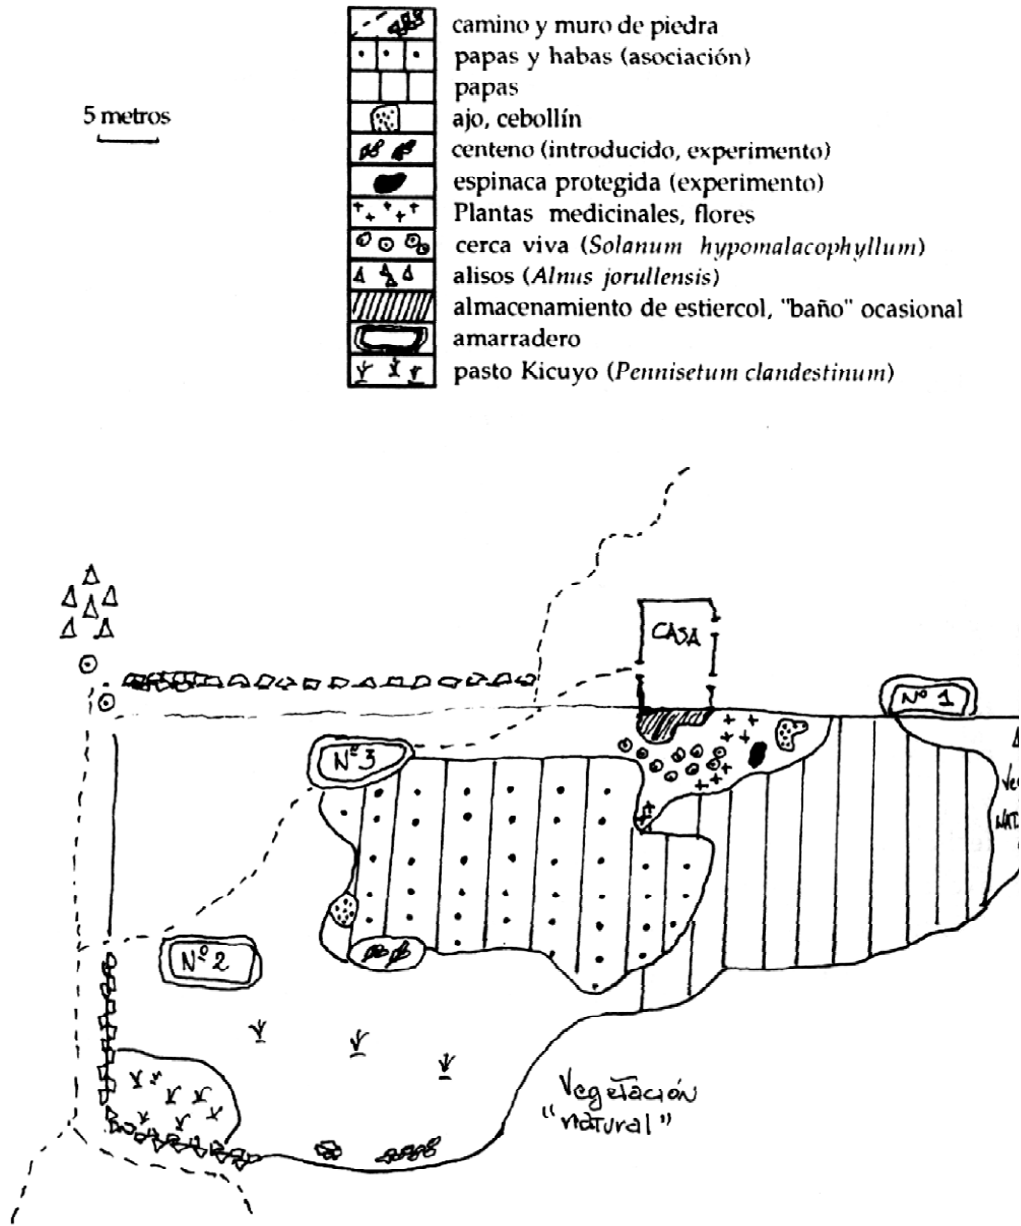 camino y muro de piedra
papas y habas (asociación)
papas
5 metros
ajo, cebollín
centeno (introducido, experimento)
espinaca protegida (experimento)
Plantas medicinales, flores
cerca viva (Solanum hypomalacophyllum)
alisos (Alnus jorullensis)
almacenamiento de estiercol, "baño" ocasional
amarradero
pasto Kicuyo (Pennisetum clandestinum)
CASA
Nº 1
Nº 3
Nº 2
Vegetación
"natural"